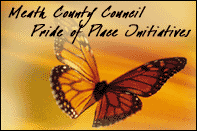 Meath County Council
Pride of Place Initiatives